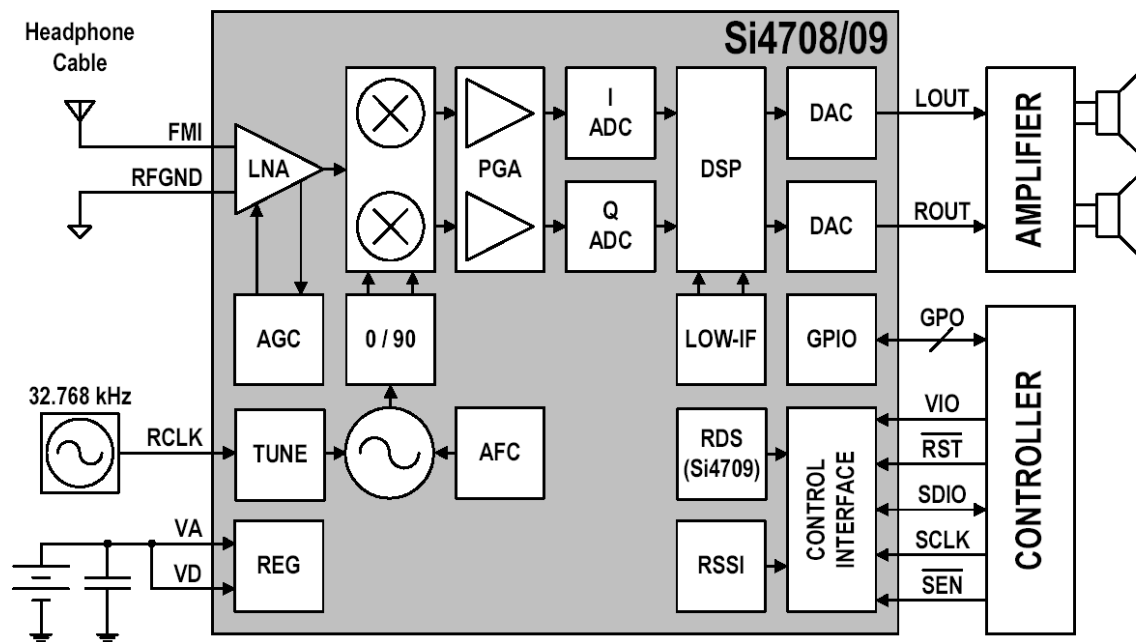 Headphone
Cable
Si4708/09
FMI
RFGND
LNA
PGA
I
ADC
Q
ADC
DSP
DAC
DAC
LOUT
ROUT
AMPLIFIER
AGC
0 / 90
LOW-IF
GPIO
GPO
32.768 kHz
RCLK
TUNE
AFC
RDS
(Si4709)
CONTROL
INTERFACE
VIO
RST
SDIO
SCLK
SEN
CONTROLLER
VA
VD
REG
RSSI